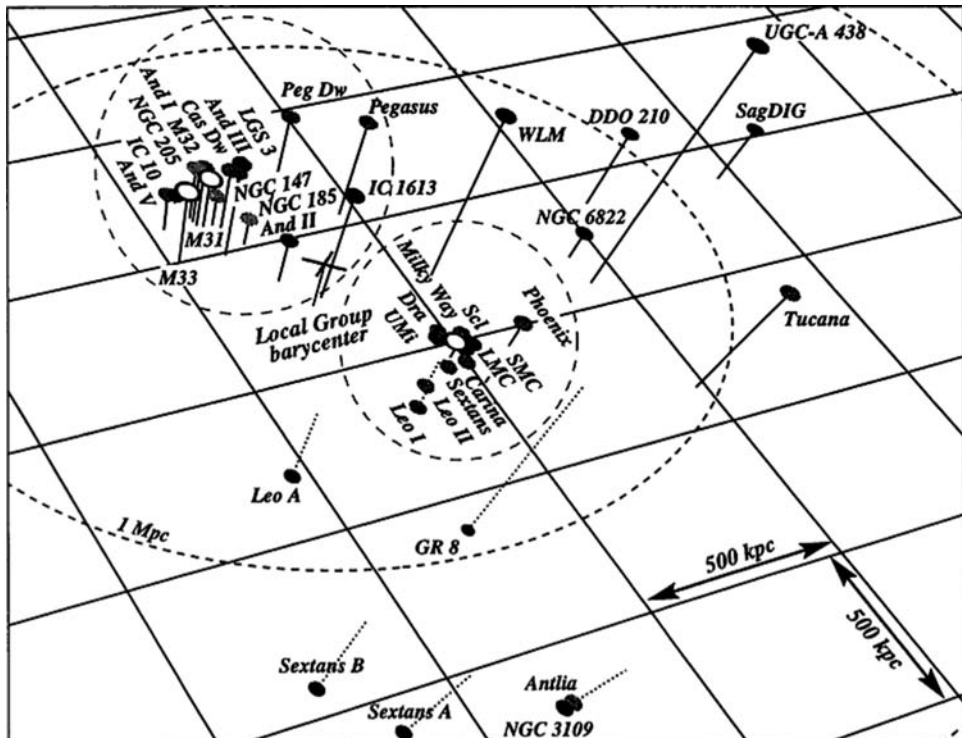 UGC-A 438
And I
M32
Cas Dw
And III
LGS 3
NGC 205
IC 10
And V
Peg Dw
Pegasus
WLM
DDO 210
SagDIG
NGC 147
NGC 185
And II
M31
M33
IC 1613
NGC 6822
Local Group
barycenter
Milky Way
Dra
UMi
Scl
Phoenix
SMC
LMC
Carina
Sextans
Leo II
Leo I
Tucana
Leo A
1 Mpc
GR 8
500 kpc
500 kpc
Sextans B
Sextans A
Antlia
NGC 3109